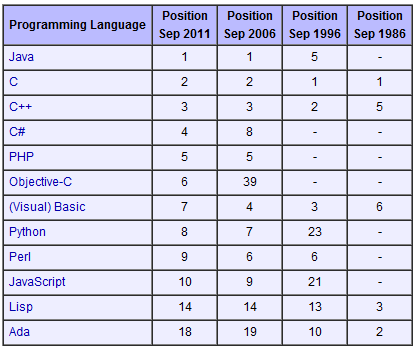 Programming Language Position Sep 2011 Position Sep 2006 Position Sep 1996 Position Sep 1986
Java 1 1 5 -
C 2 2 1 1
C++ 3 3 2 5
C# 4 8 - -
PHP 5 5 - -
Objective-C 6 39 - -
(Visual) Basic 7 4 3 6
Python 8 7 23 -
Perl 9 6 6 -
JavaScript 10 9 21 -
Lisp 14 14 13 3
Ada 18 19 10 2